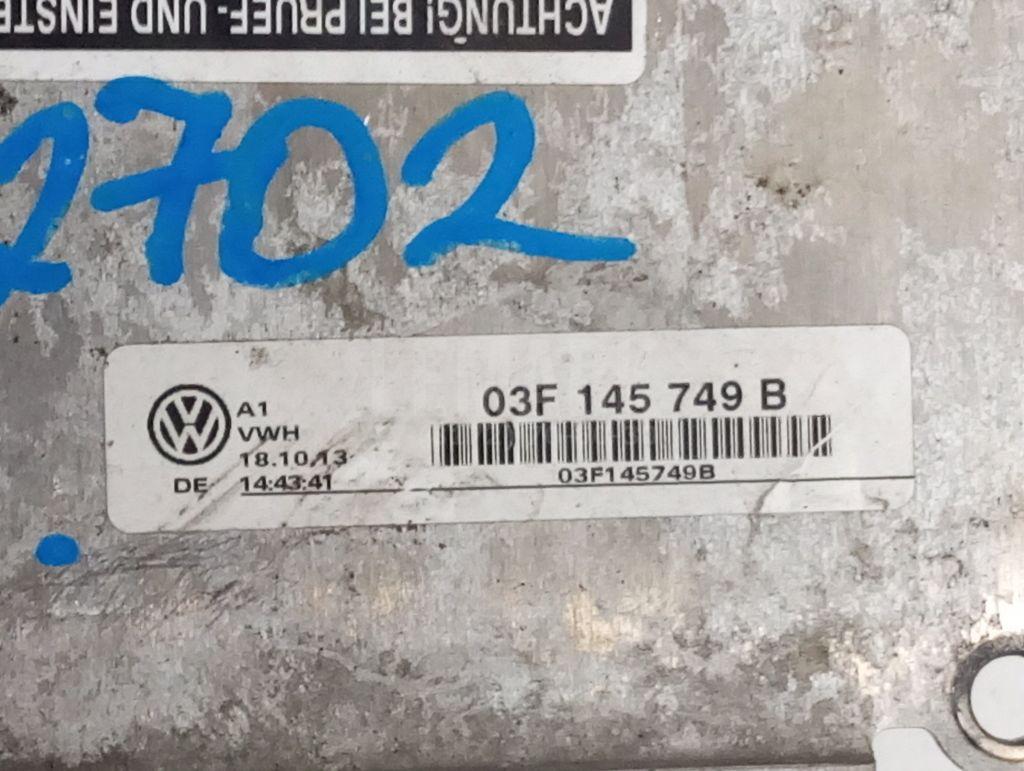 ACHTUNG! BEI PRUEF- UND EINSTE
2702
03F 145 749 B
A1
VWH
18.10.13
DE 14:43:41
03F145749B